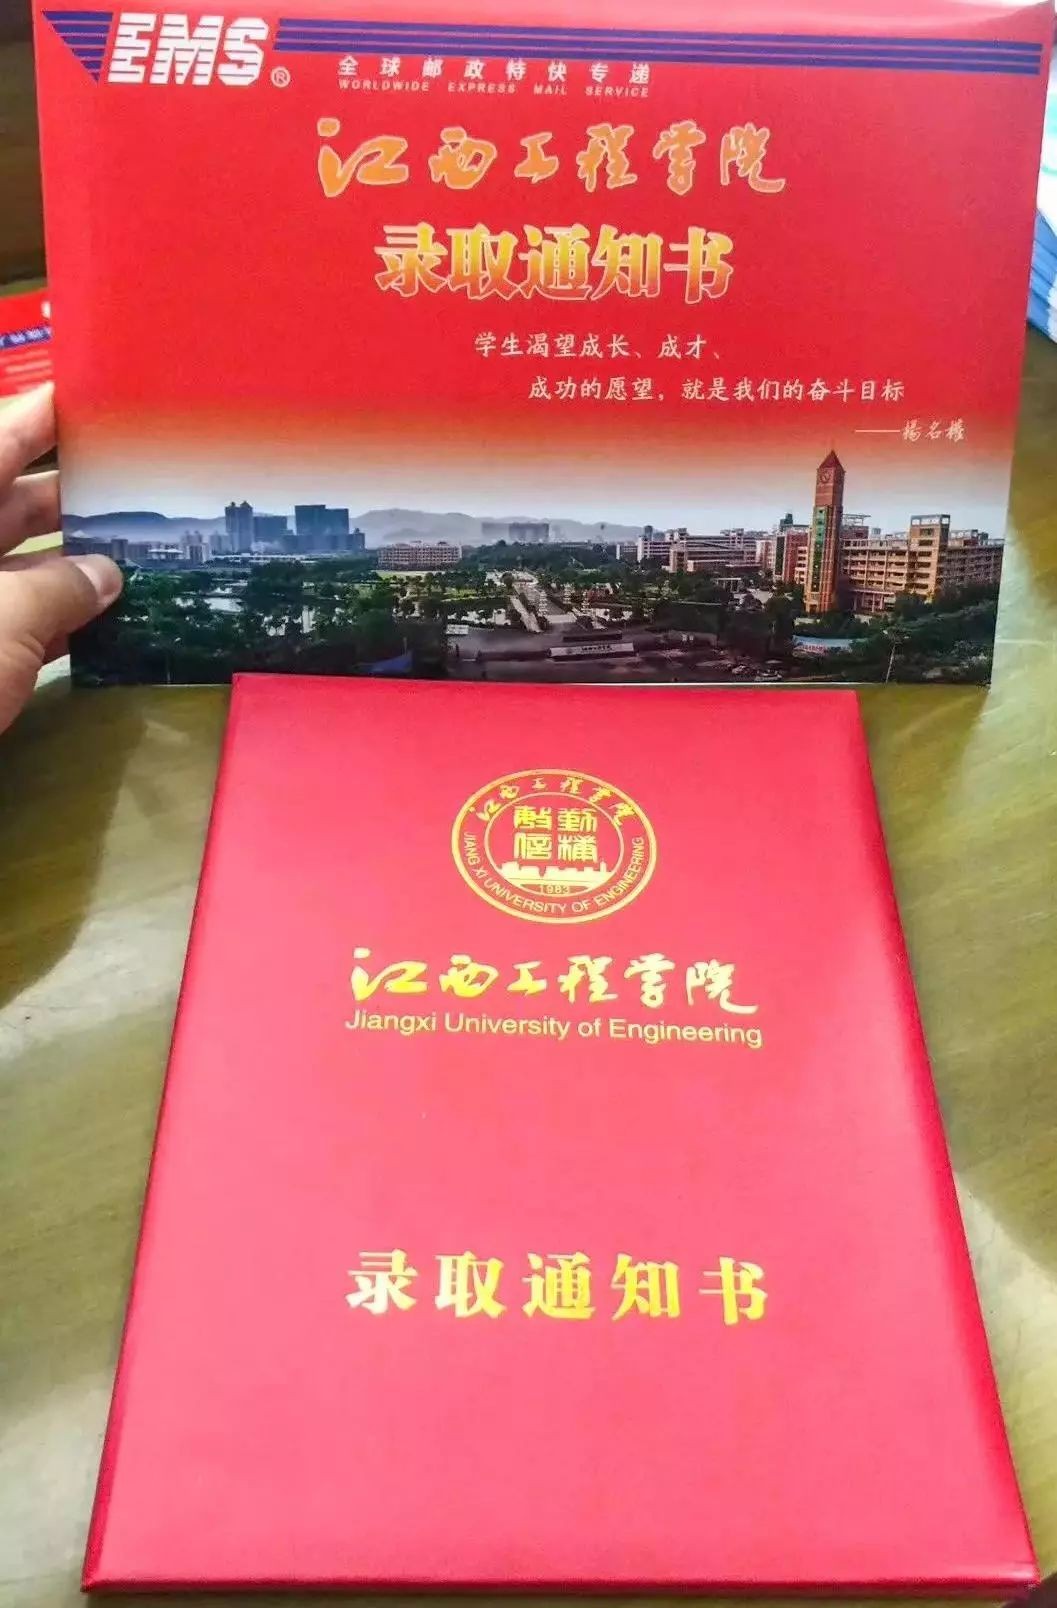 EMS®
全球邮政特快专递
WORLDWIDE EXPRESS MAIL SERVICE
江西工程学院
录取通知书
学生渴望成长、成才、
成功的愿望，就是我们的奋斗目标
——杨名权
江西工程学院
JIANG XI UNIVERSITY OF ENGINEERING
1983
江西工程学院
Jiangxi University of Engineering
录取通知书